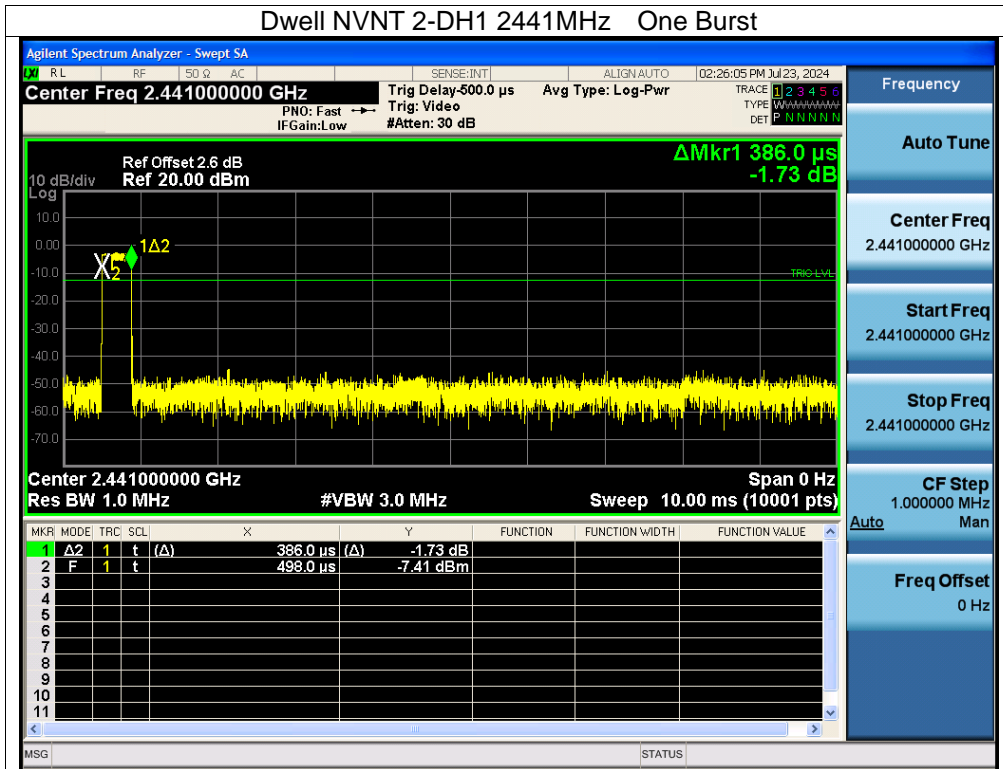 Dwell NVNT 2-DH1 2441MHz One Burst
Agilent Spectrum Analyzer - Swept SA
LXI RL RF 50 Ω AC SENSE:INT ALIGN AUTO 02:26:05 PM Jul 23, 2024
Center Freq 2.441000000 GHz Trig Delay-500.0 µs Avg Type: Log-Pwr TRACE 1 2 3 4 5 6
PNO: Fast Trig: Video TYPE WWWWWW
IFGain:Low #Atten: 30 dB DET P N N N N N
Ref Offset 2.6 dB ΔMkr1 386.0 µs
10 dB/div Ref 20.00 dBm -1.73 dB
Log
10.0
0.00
1Δ2
X2
-10.0
TRIG LVL
-20.0
-30.0
-40.0
-50.0
-60.0
-70.0
Center 2.441000000 GHz Span 0 Hz
Res BW 1.0 MHz #VBW 3.0 MHz Sweep 10.00 ms (10001 pts)
MKR MODE TRC SCL X Y FUNCTION FUNCTION WIDTH FUNCTION VALUE
1 Δ2 1 t (Δ) 386.0 µs (Δ) -1.73 dB
2 F 1 t 498.0 µs -7.41 dBm
3
4
5
6
7
8
9
10
11
MSG STATUS
Frequency
Auto Tune
Center Freq
2.441000000 GHz
Start Freq
2.441000000 GHz
Stop Freq
2.441000000 GHz
CF Step
1.000000 MHz
Auto Man
Freq Offset
0 Hz